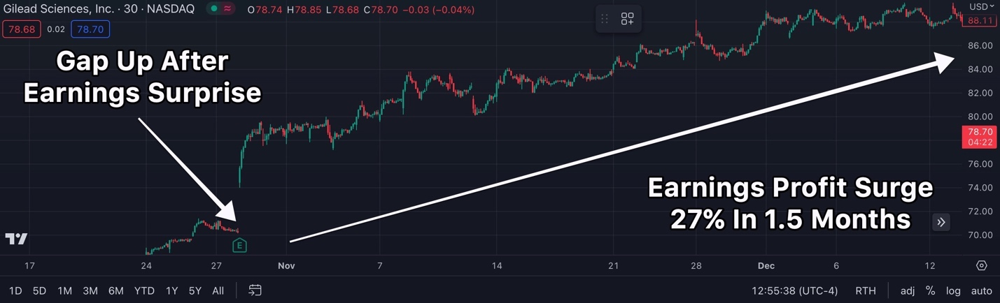 Gilead Sciences, Inc. · 30 · NASDAQ O78.74 H78.85 L78.68 C78.70 −0.03 (−0.04%)
USD
78.68 0.02 78.70
88.11
Gap Up After
Earnings Surprise
86.00
84.00
82.00
80.00
78.70
04:22
76.00
74.00
72.00
70.00
Earnings Profit Surge
27% In 1.5 Months
E
17 24 27 Nov 7 14 21 28 Dec 6 12
1D 5D 1M 3M 6M YTD 1Y 5Y All 12:55:38 (UTC-4) RTH adj % log auto